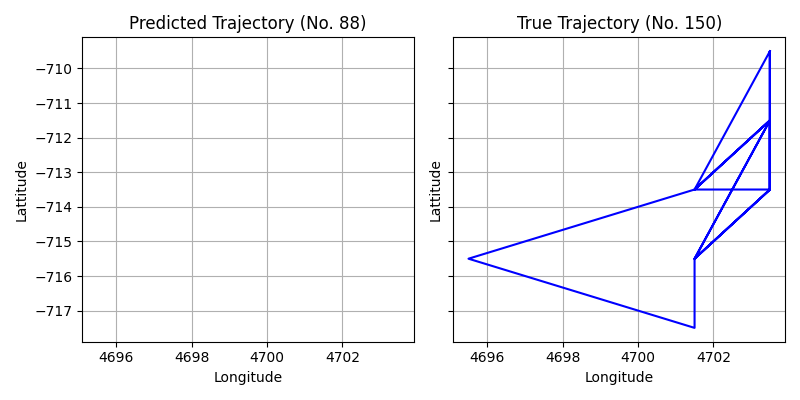 Predicted Trajectory (No. 88)
True Trajectory (No. 150)
Lattitude
−710
−711
−712
−713
−714
−715
−716
−717
4696
4698
4700
4702
Longitude
Lattitude
4696
4698
4700
4702
Longitude